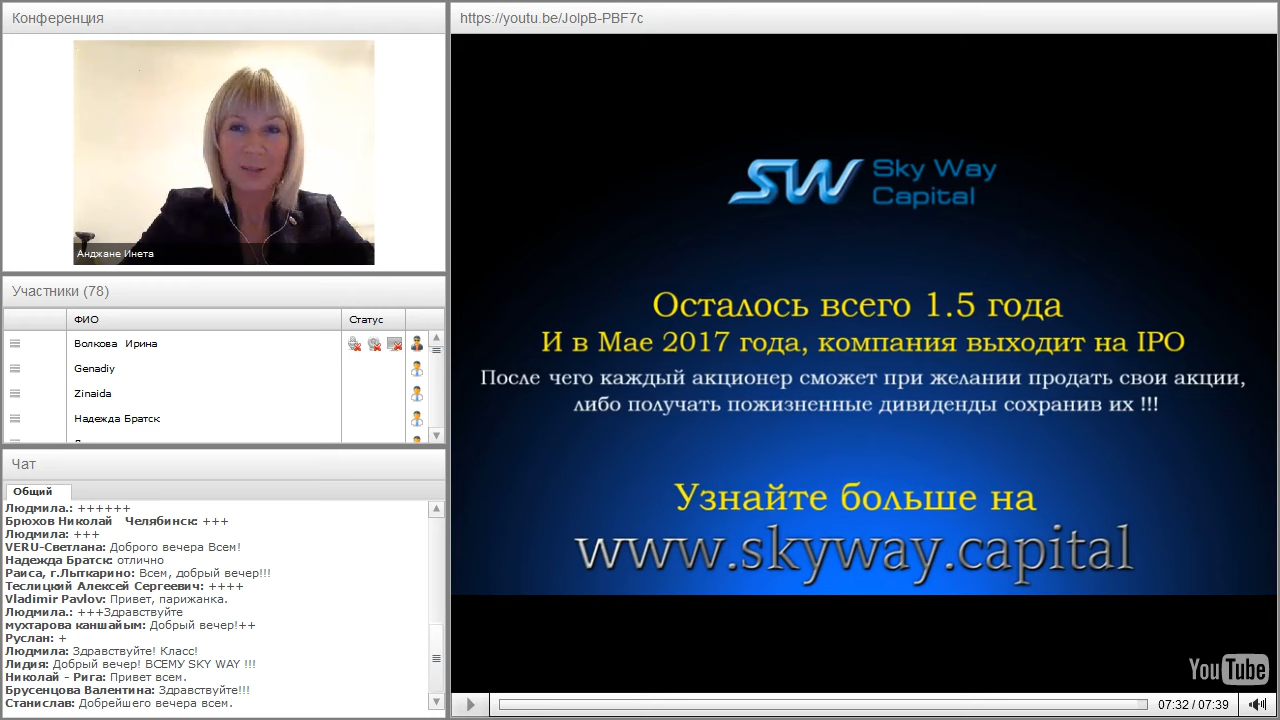 Конференция
Анджане Инета
Участники (78)
ФИО
Статус
Волкова Ирина
Genadiy
Zinaida
Надежда Братск
Чат
Общий
Людмила.: ++++++
Брюхов Николай Челябинск: +++
Людмила: +++
VERU-Светлана: Доброго вечера Всем!
Надежда Братск: отлично
Раиса, г.Лыткарино: Всем, добрый вечер!!!
Теслицкий Алексей Сергеевич: ++++
Vladimir Pavlov: Привет, парижанка.
Людмила.: +++Здравствуйте
мухтарова каншайым: Добрый вечер!++
Руслан: +
Людмила: Здравствуйте! Класс!
Лидия: Добрый вечер! ВСЕМУ SKY WAY !!!
Николай - Рига: Привет всем.
Брусенцова Валентина: Здравствуйте!!!
Станислав: Добрейшего вечера всем.
https://youtu.be/JolpB-PBF7c
SW Sky Way
Capital
Осталось всего 1.5 года
И в Мае 2017 года, компания выходит на IPO
После чего каждый акционер сможет при желании продать свои акции,
либо получать пожизненные дивиденды сохранив их !!!
Узнайте больше на
www.skyway.capital
YouTube
07:32 / 07:39